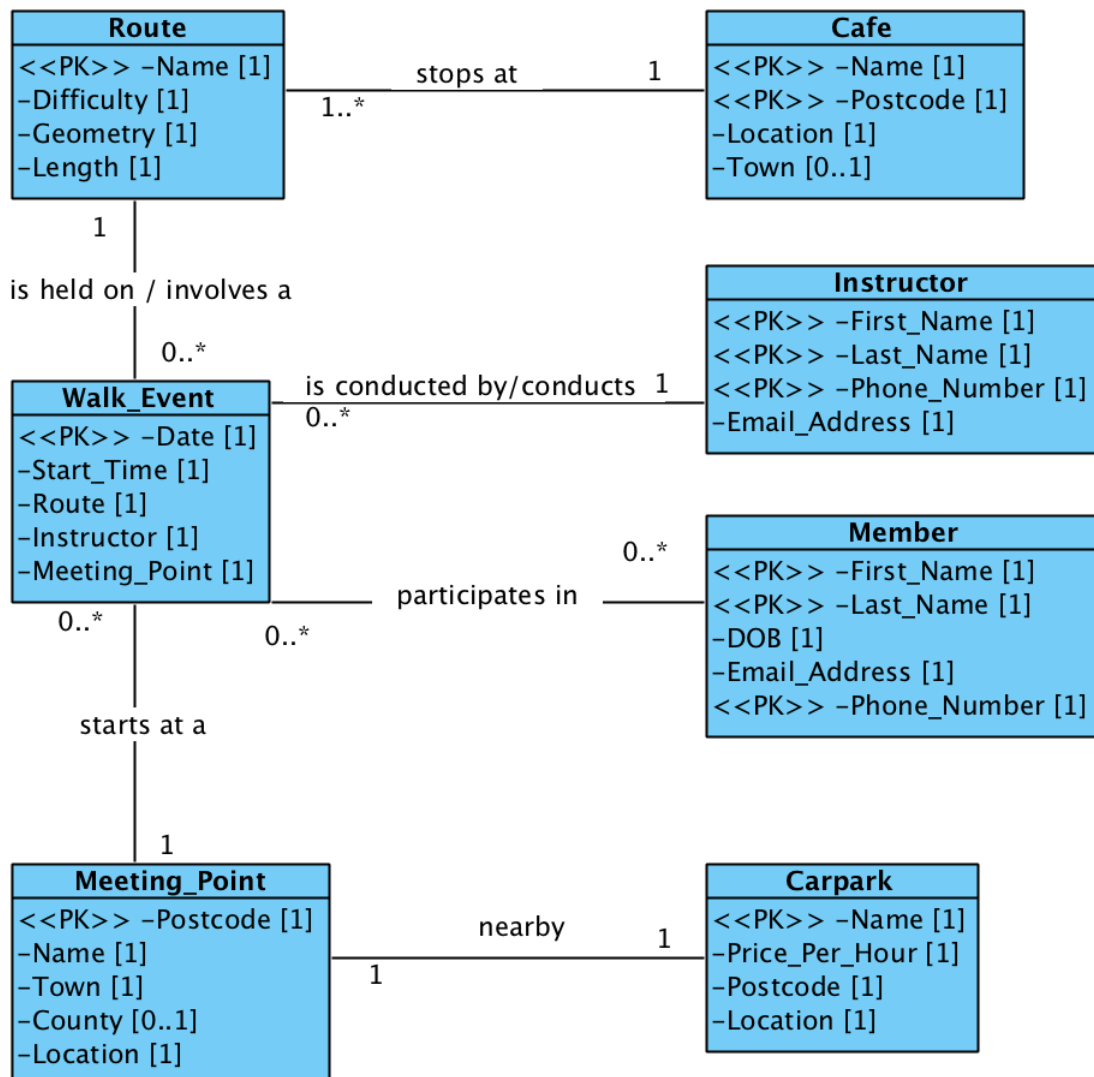 Route
<<PK>> -Name [1]
-Difficulty [1]
-Geometry [1]
-Length [1]
stops at
1..*
1
Cafe
<<PK>> -Name [1]
<<PK>> -Postcode [1]
-Location [1]
-Town [0..1]
1
is held on / involves a
0..*
Instructor
<<PK>> -First_Name [1]
<<PK>> -Last_Name [1]
<<PK>> -Phone_Number [1]
-Email_Address [1]
Walk_Event
<<PK>> -Date [1]
-Start_Time [1]
-Route [1]
-Instructor [1]
-Meeting_Point [1]
is conducted by/conducts
1
0..*
Member
<<PK>> -First_Name [1]
<<PK>> -Last_Name [1]
-DOB [1]
-Email_Address [1]
<<PK>> -Phone_Number [1]
0..*
participates in
0..*
0..*
starts at a
1
Meeting_Point
<<PK>> -Postcode [1]
-Name [1]
-Town [1]
-County [0..1]
-Location [1]
nearby
1
1
Carpark
<<PK>> -Name [1]
-Price_Per_Hour [1]
-Postcode [1]
-Location [1]